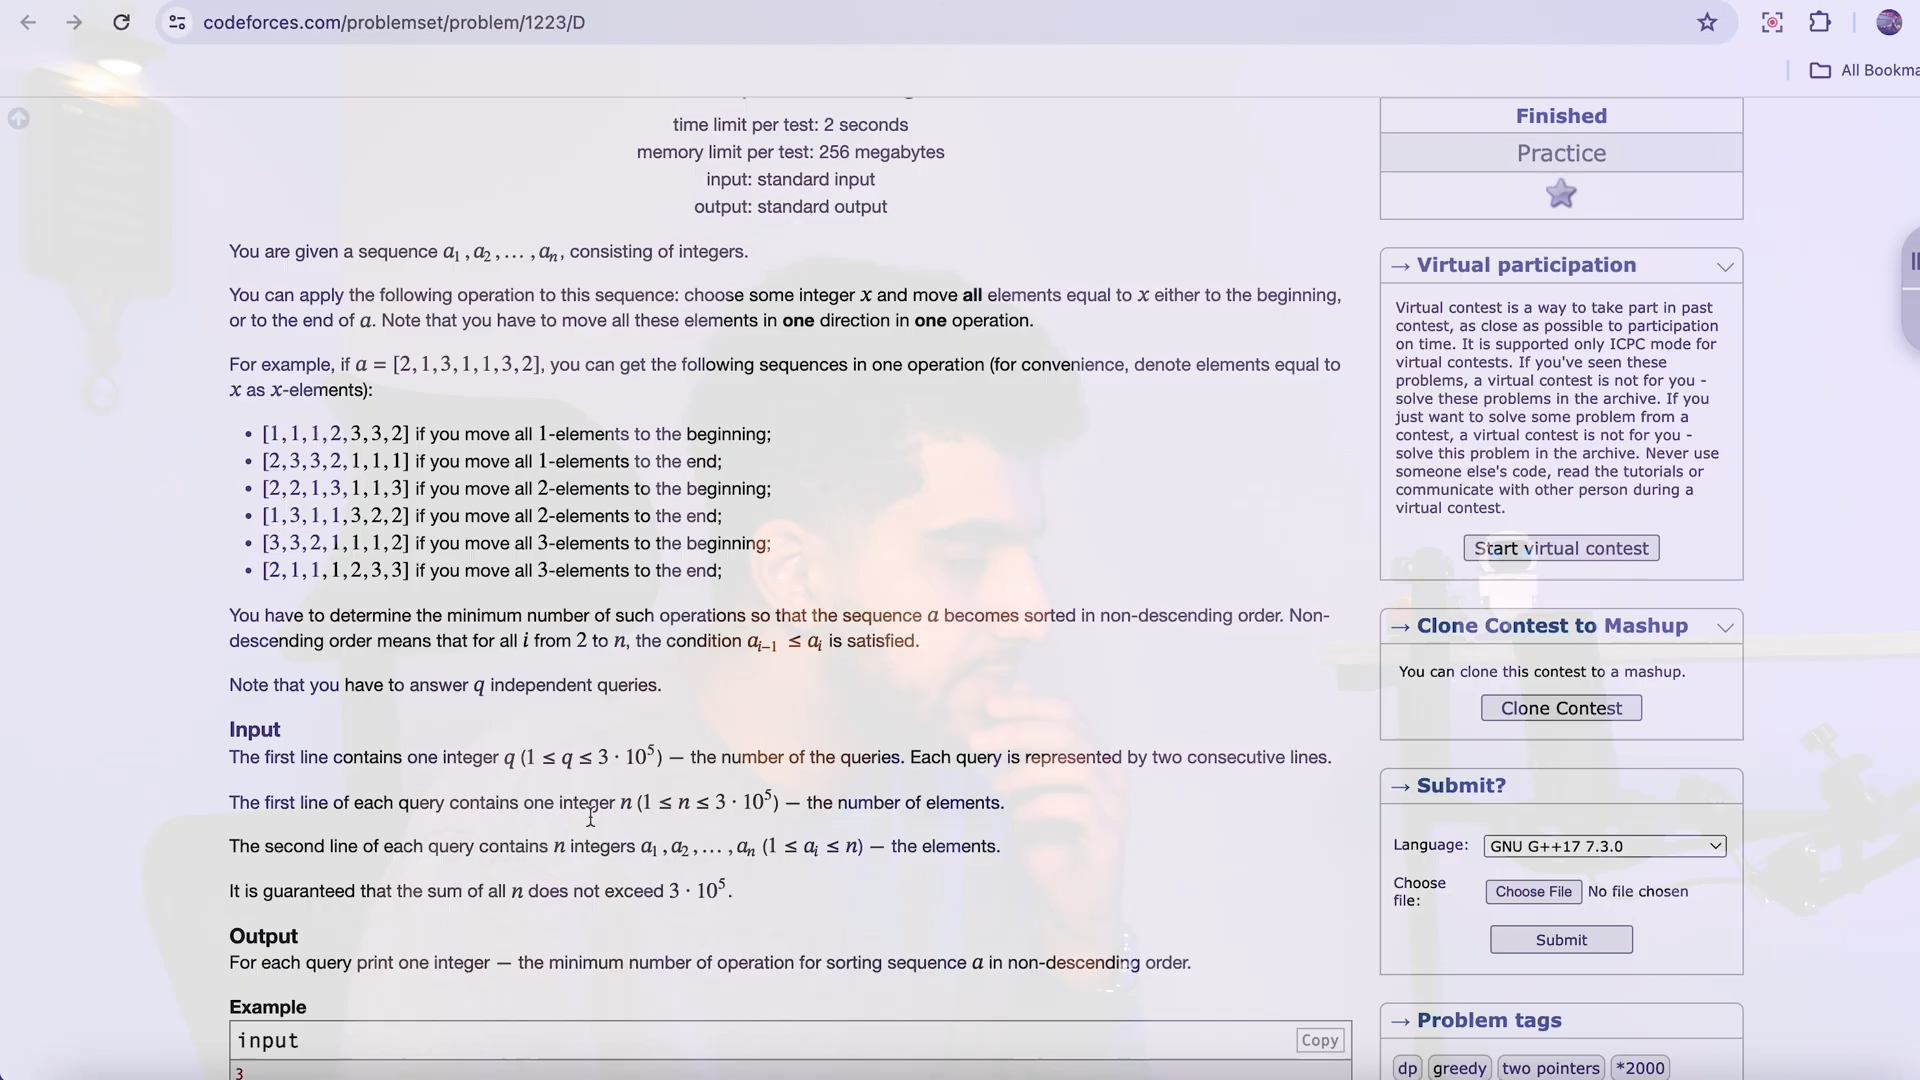 codeforces.com/problemset/problem/1223/D
All Bookma
time limit per test: 2 seconds
memory limit per test: 256 megabytes
input: standard input
output: standard output
You are given a sequence a₁, a₂, …, aₙ, consisting of integers.
You can apply the following operation to this sequence: choose some integer x and move all elements equal to x either to the beginning,
or to the end of a. Note that you have to move all these elements in one direction in one operation.
For example, if a = [2, 1, 3, 1, 1, 3, 2], you can get the following sequences in one operation (for convenience, denote elements equal to
x as x-elements):
• [1, 1, 1, 2, 3, 3, 2] if you move all 1-elements to the beginning;
• [2, 3, 3, 2, 1, 1, 1] if you move all 1-elements to the end;
• [2, 2, 1, 3, 1, 1, 3] if you move all 2-elements to the beginning;
• [1, 3, 1, 1, 3, 2, 2] if you move all 2-elements to the end;
• [3, 3, 2, 1, 1, 1, 2] if you move all 3-elements to the beginning;
• [2, 1, 1, 1, 2, 3, 3] if you move all 3-elements to the end;
You have to determine the minimum number of such operations so that the sequence a becomes sorted in non-descending order. Non-
descending order means that for all i from 2 to n, the condition aᵢ₋₁ ≤ aᵢ is satisfied.
Note that you have to answer q independent queries.
Input
The first line contains one integer q (1 ≤ q ≤ 3 · 10⁵) — the number of the queries. Each query is represented by two consecutive lines.
The first line of each query contains one integer n (1 ≤ n ≤ 3 · 10⁵) — the number of elements.
The second line of each query contains n integers a₁, a₂, …, aₙ (1 ≤ aᵢ ≤ n) — the elements.
It is guaranteed that the sum of all n does not exceed 3 · 10⁵.
Output
For each query print one integer — the minimum number of operation for sorting sequence a in non-descending order.
Example
input
Copy
3
Finished
Practice
→ Virtual participation
Virtual contest is a way to take part in past
contest, as close as possible to participation
on time. It is supported only ICPC mode for
virtual contests. If you've seen these
problems, a virtual contest is not for you -
solve these problems in the archive. If you
just want to solve some problem from a
contest, a virtual contest is not for you -
solve this problem in the archive. Never use
someone else's code, read the tutorials or
communicate with other person during a
virtual contest.
Start virtual contest
→ Clone Contest to Mashup
You can clone this contest to a mashup.
Clone Contest
→ Submit?
Language: GNU G++17 7.3.0
Choose
file:
Choose File No file chosen
Submit
→ Problem tags
dp greedy two pointers *2000